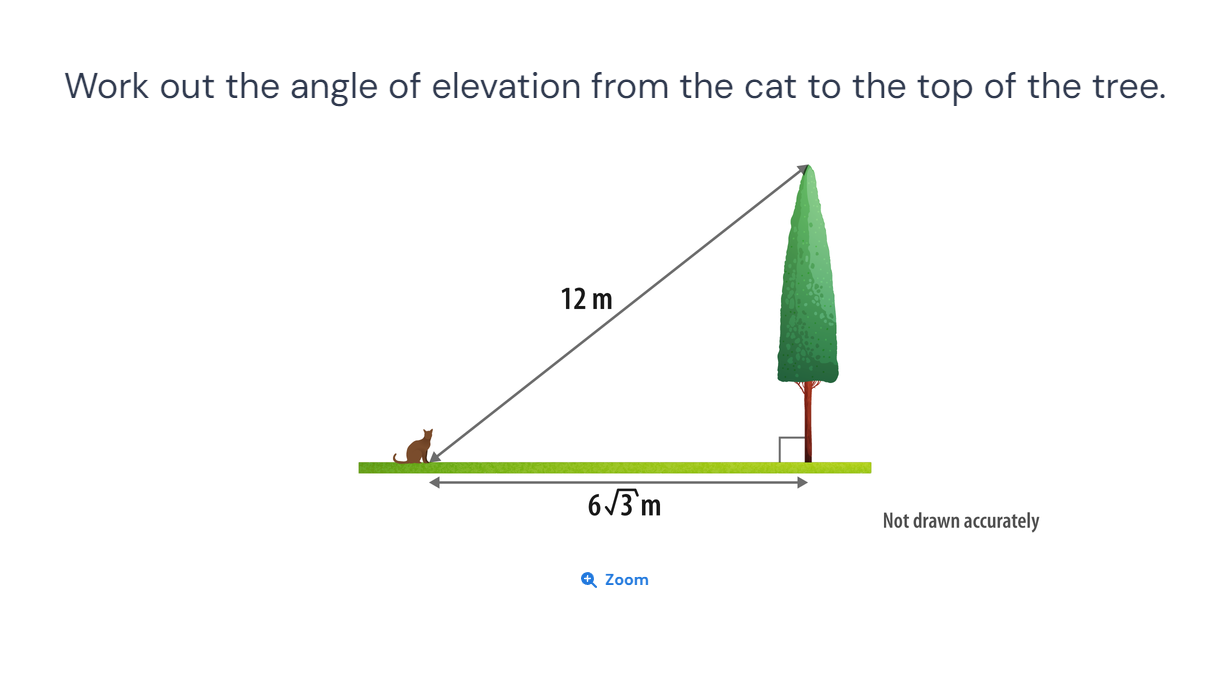 Work out the angle of elevation from the cat to the top of the tree.
12 m
6√3 m
Not drawn accurately
Zoom